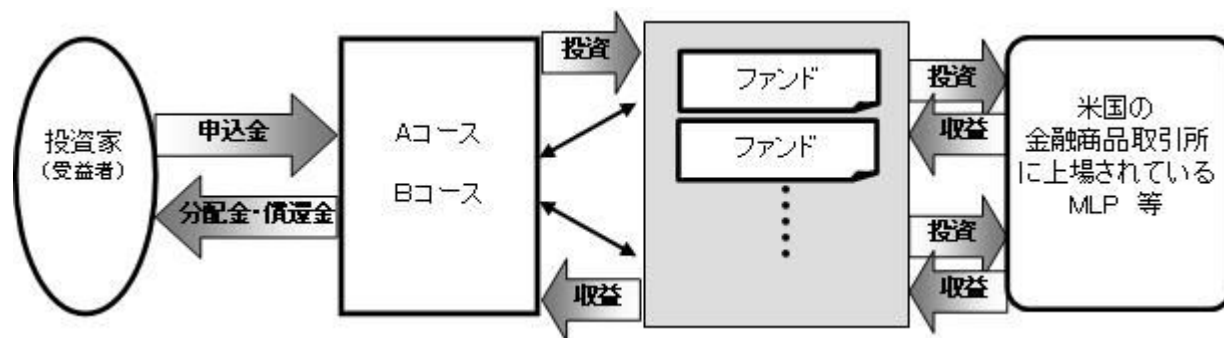 投資家
（受益者）
申込金
分配金・償還金
Aコース
Bコース
投資
収益
ファンド
ファンド
投資
収益
投資
収益
米国の
金融商品取引所
に上場されている
MLP 等